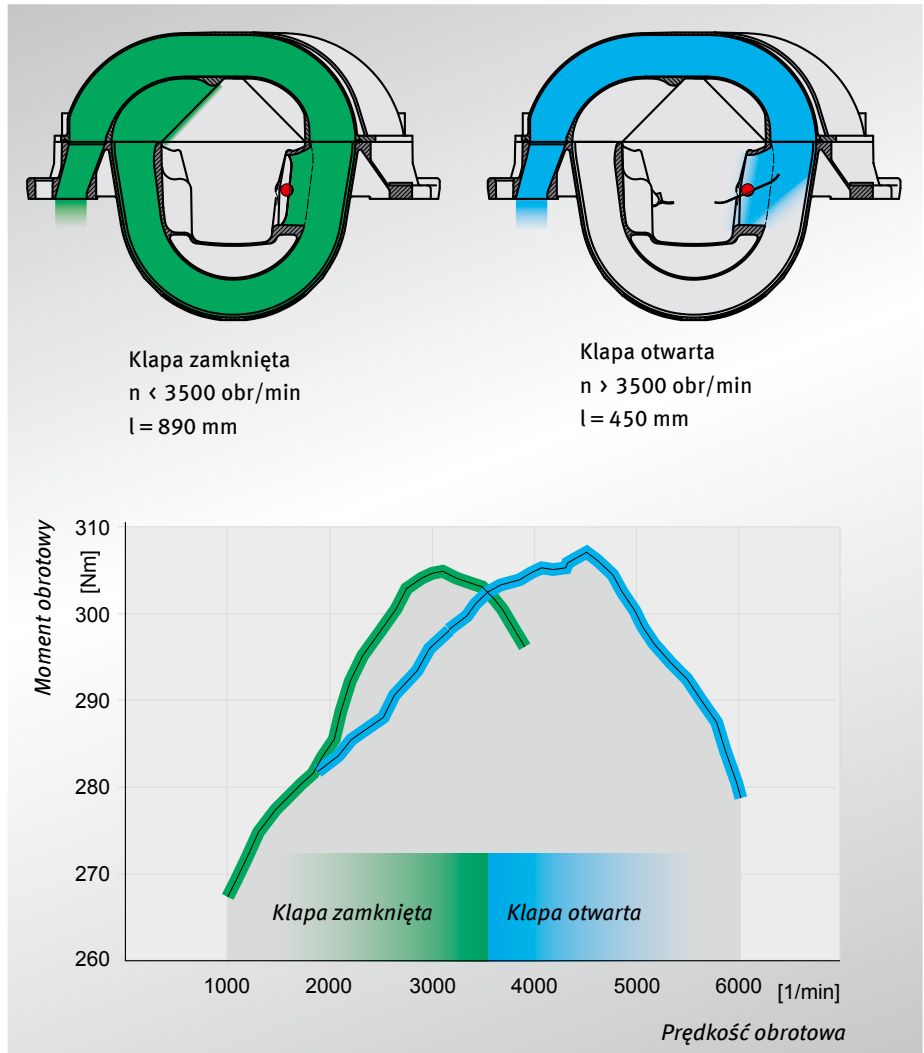 Klapa zamknięta
n < 3500 obr/min
l = 890 mm
Klapa otwarta
n > 3500 obr/min
l = 450 mm
Moment obrotowy
[Nm]
310
300
290
280
270
260
Klapa zamknięta
Klapa otwarta
1000 2000 3000 4000 5000 6000 [1/min]
Prędkość obrotowa